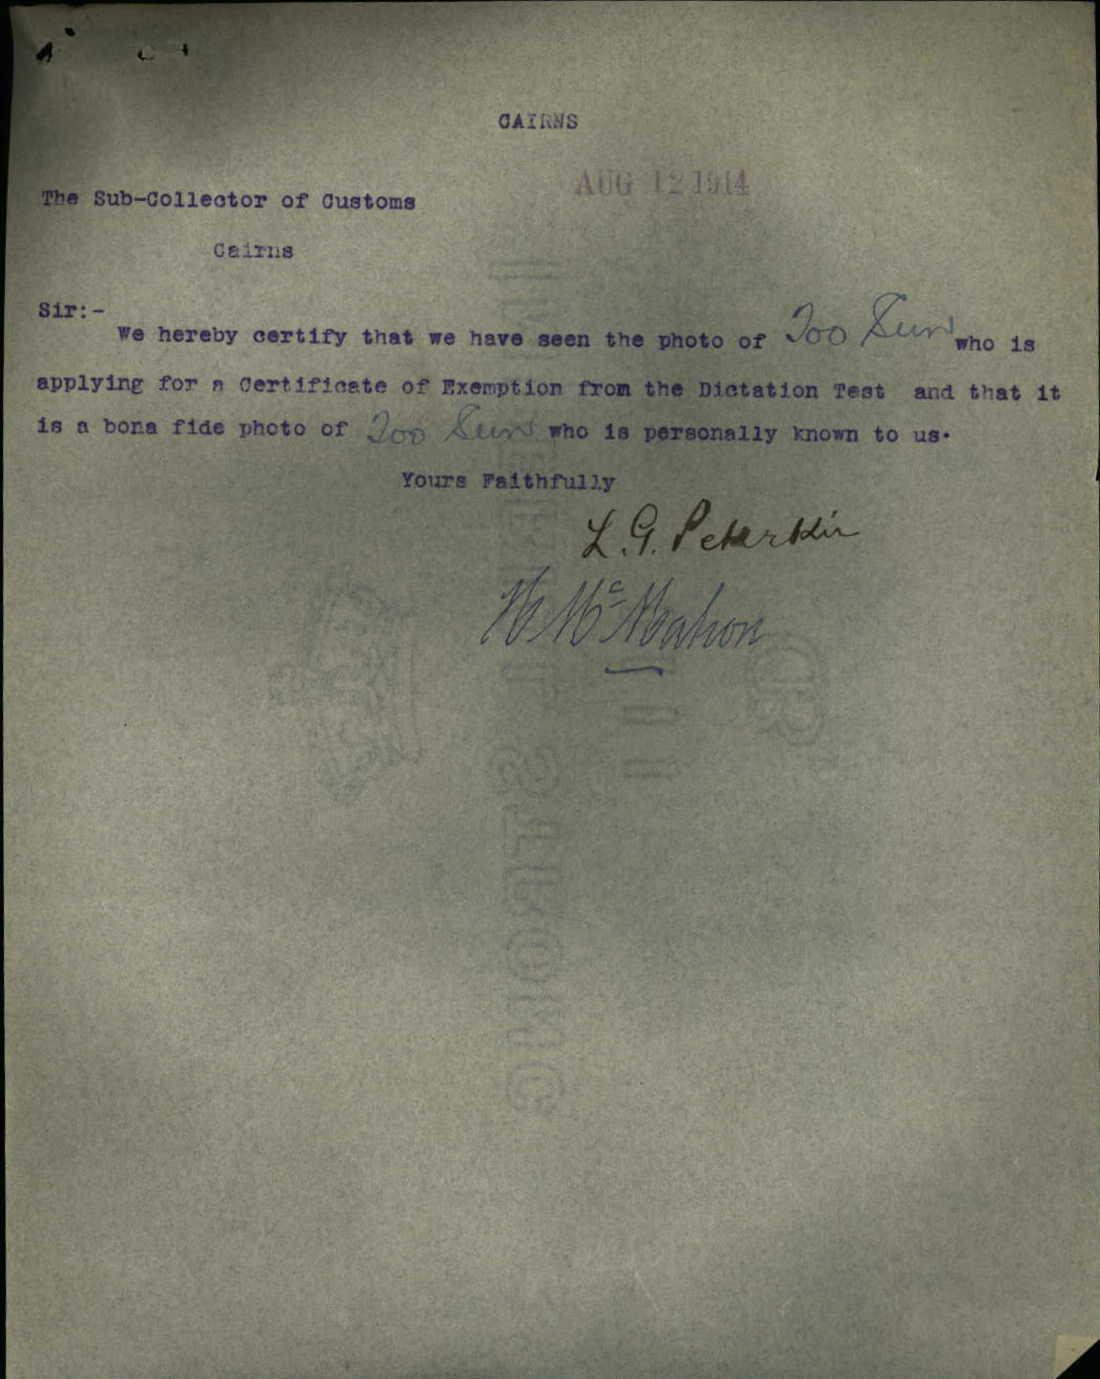 CAIRNS
AUG 12 1914
The Sub-Collector of Customs
Cairns
Sir:-
We hereby certify that we have seen the photo of Too Sun who is
applying for a Certificate of Exemption from the Dictation Test and that it
is a bona fide photo of Too Sun who is personally known to us.
Yours Faithfully
L. G. Peterkin
McMahon